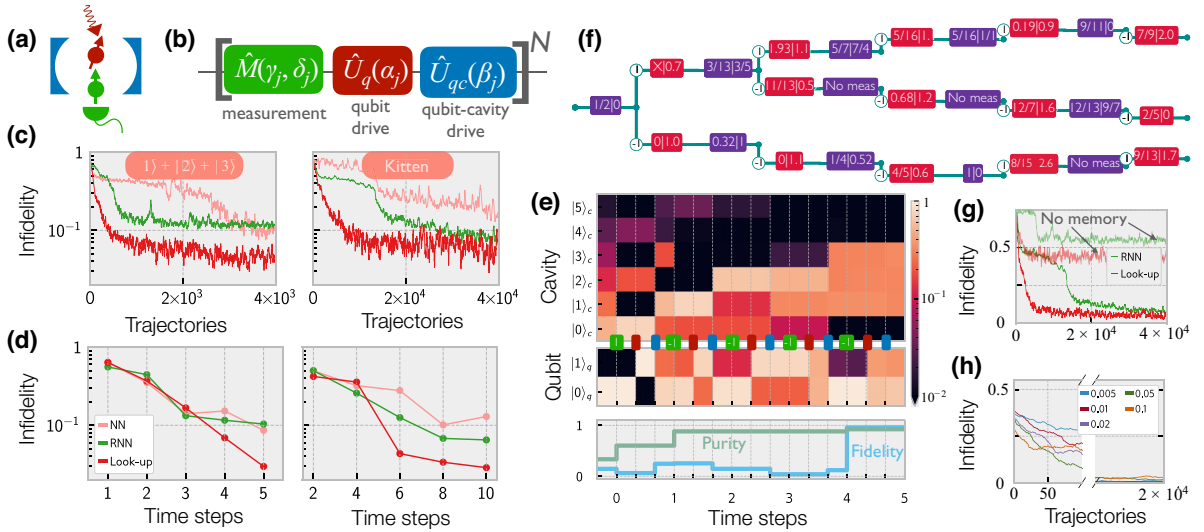 (a)
(b)
[M̂(γj, δj) Ûq(αj) Ûqc(βj)]N
measurement
qubit drive
qubit-cavity drive
(c)
1⟩ + |2⟩ + |3⟩
Kitten
Infidelity
1
10⁻¹
0 2×10³ 4×10³
0 2×10⁴ 4×10⁴
Trajectories
Trajectories
(d)
Infidelity
1
10⁻¹
NN
RNN
Look-up
1 2 3 4 5
2 4 6 8 10
Time steps
Time steps
(f)
1/2|0
X|0.7
3/13|3/5
1.93|1.1
5/7|7/4
5/16|1.
5/16|1/1
0.19|0.9
9/11|0
7/9|2.0
11/13|0.5
No meas
0.68|1.2
No meas
12/7|1.6
12/13|9/7
2/5|0
0|1.0
0.32|1
0|1.1
1/4|0.52
4/5|0.6
1|0
8/15 2.6
No meas
9/13|1.7
(e)
Cavity
|5⟩c
|4⟩c
|3⟩c
|2⟩c
|1⟩c
|0⟩c
1
10⁻¹
10⁻²
Qubit
|1⟩q
|0⟩q
1
0
Purity
Fidelity
0 1 2 3 4 5
Time steps
(g)
No memory
Infidelity
0.5
0
RNN
Look-up
0 2 × 10⁴ 4 × 10⁴
Trajectories
(h)
Infidelity
0.5
0
0.005
0.01
0.02
0.05
0.1
0 50 2 × 10⁴
Trajectories